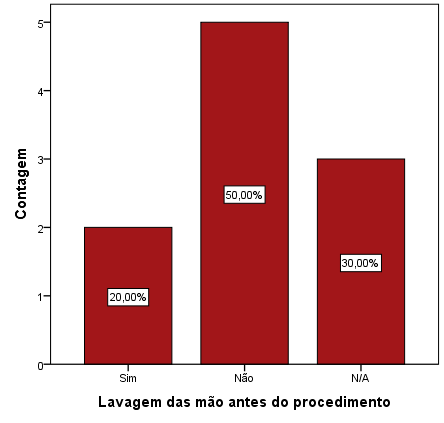 Contagem
5
4
3
2
1
0
20,00%
50,00%
30,00%
Sim
Não
N/A
Lavagem das mão antes do procedimento